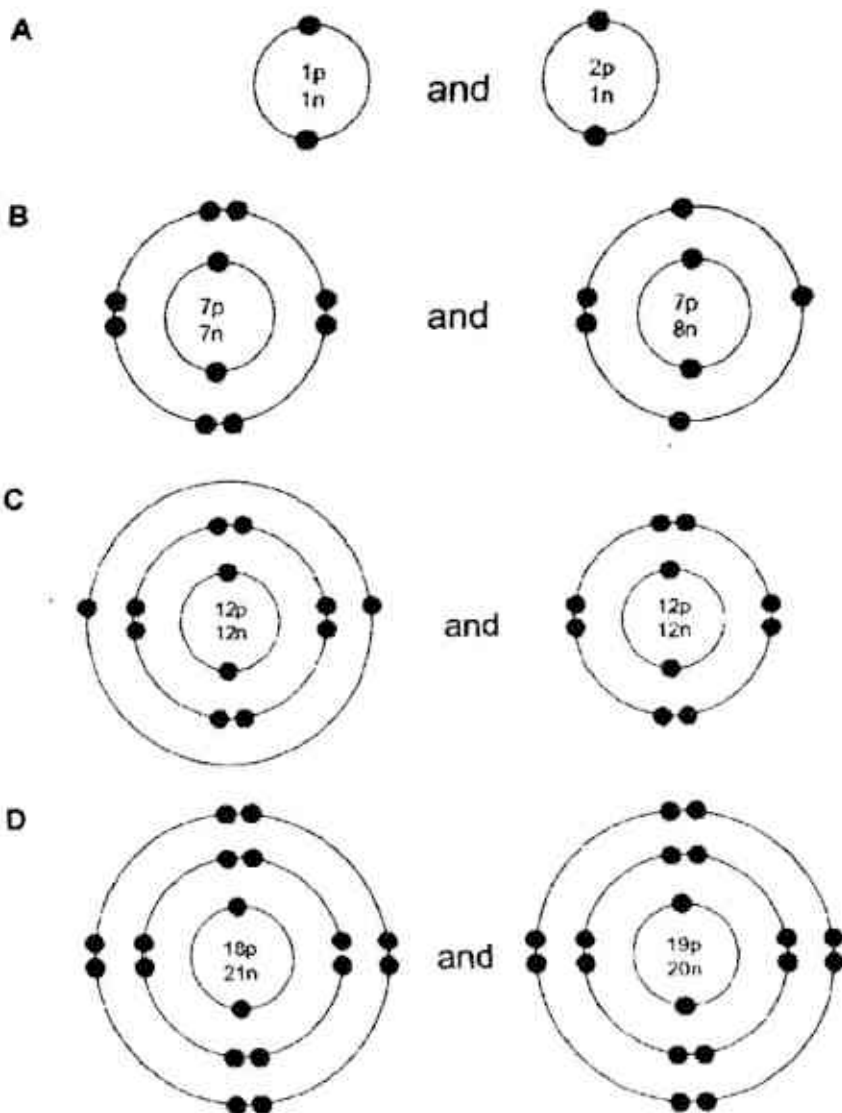 A
1p and 2p
1n 1n
B
7p and 7p
7n 8n
C
12p and 12p
12n 12n
D
18p and 19p
21n 20n